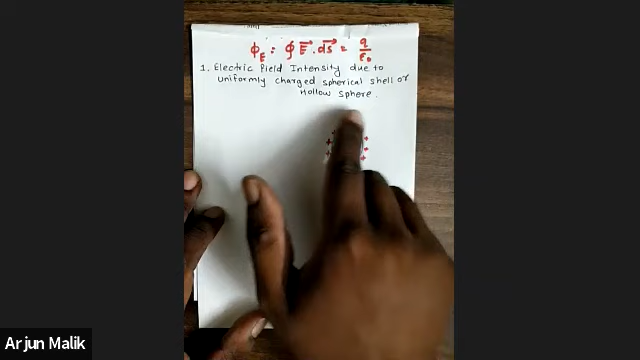 ϕE = ∮ E⃗ . ds⃗ = q/ε0
1. Electric Field Intensity due to
uniformly charged spherical shell or
Hollow sphere.
Arjun Malik